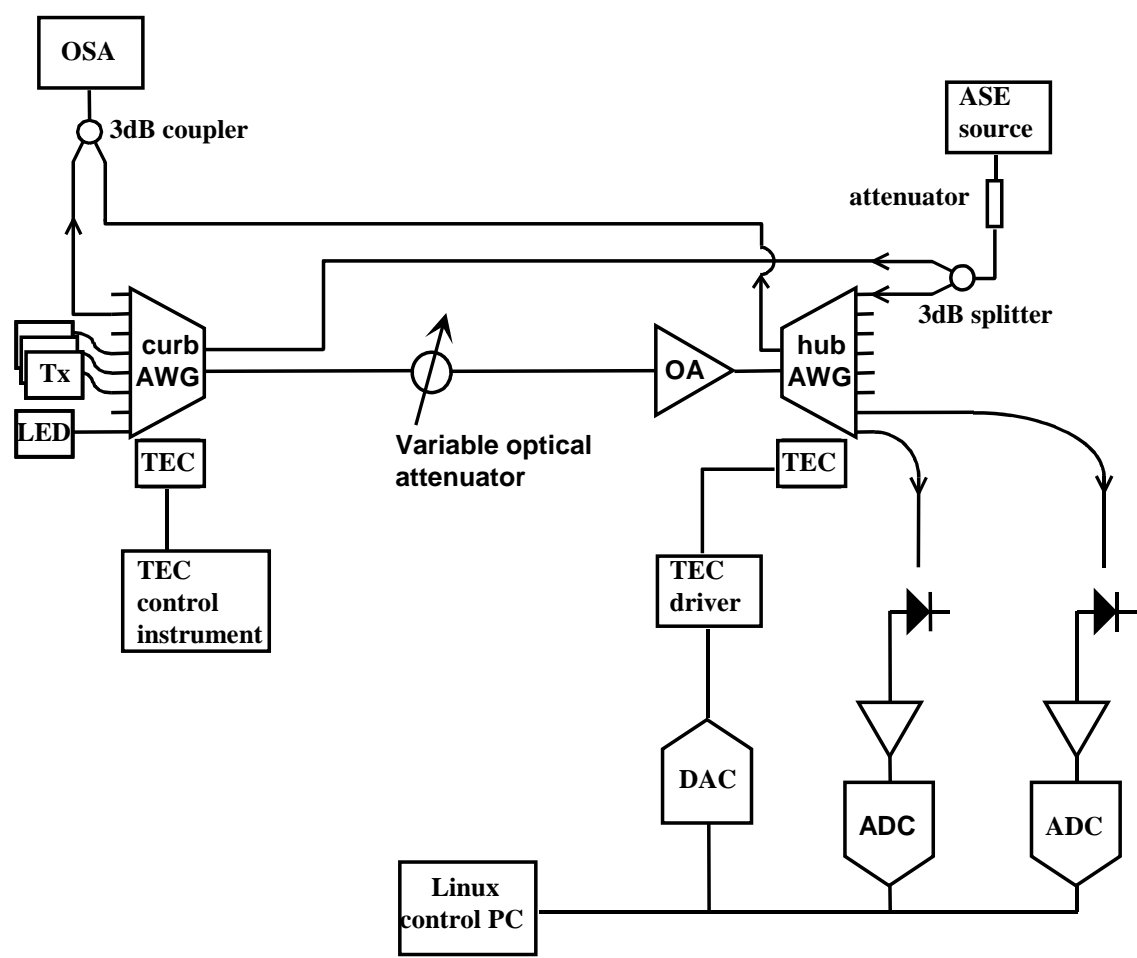 OSA
3dB coupler
ASE
source
attenuator
3dB splitter
curb
AWG
hub
AWG
OA
Tx
LED
Variable optical
attenuator
TEC
TEC
TEC
control
instrument
TEC
driver
DAC
ADC
ADC
Linux
control PC